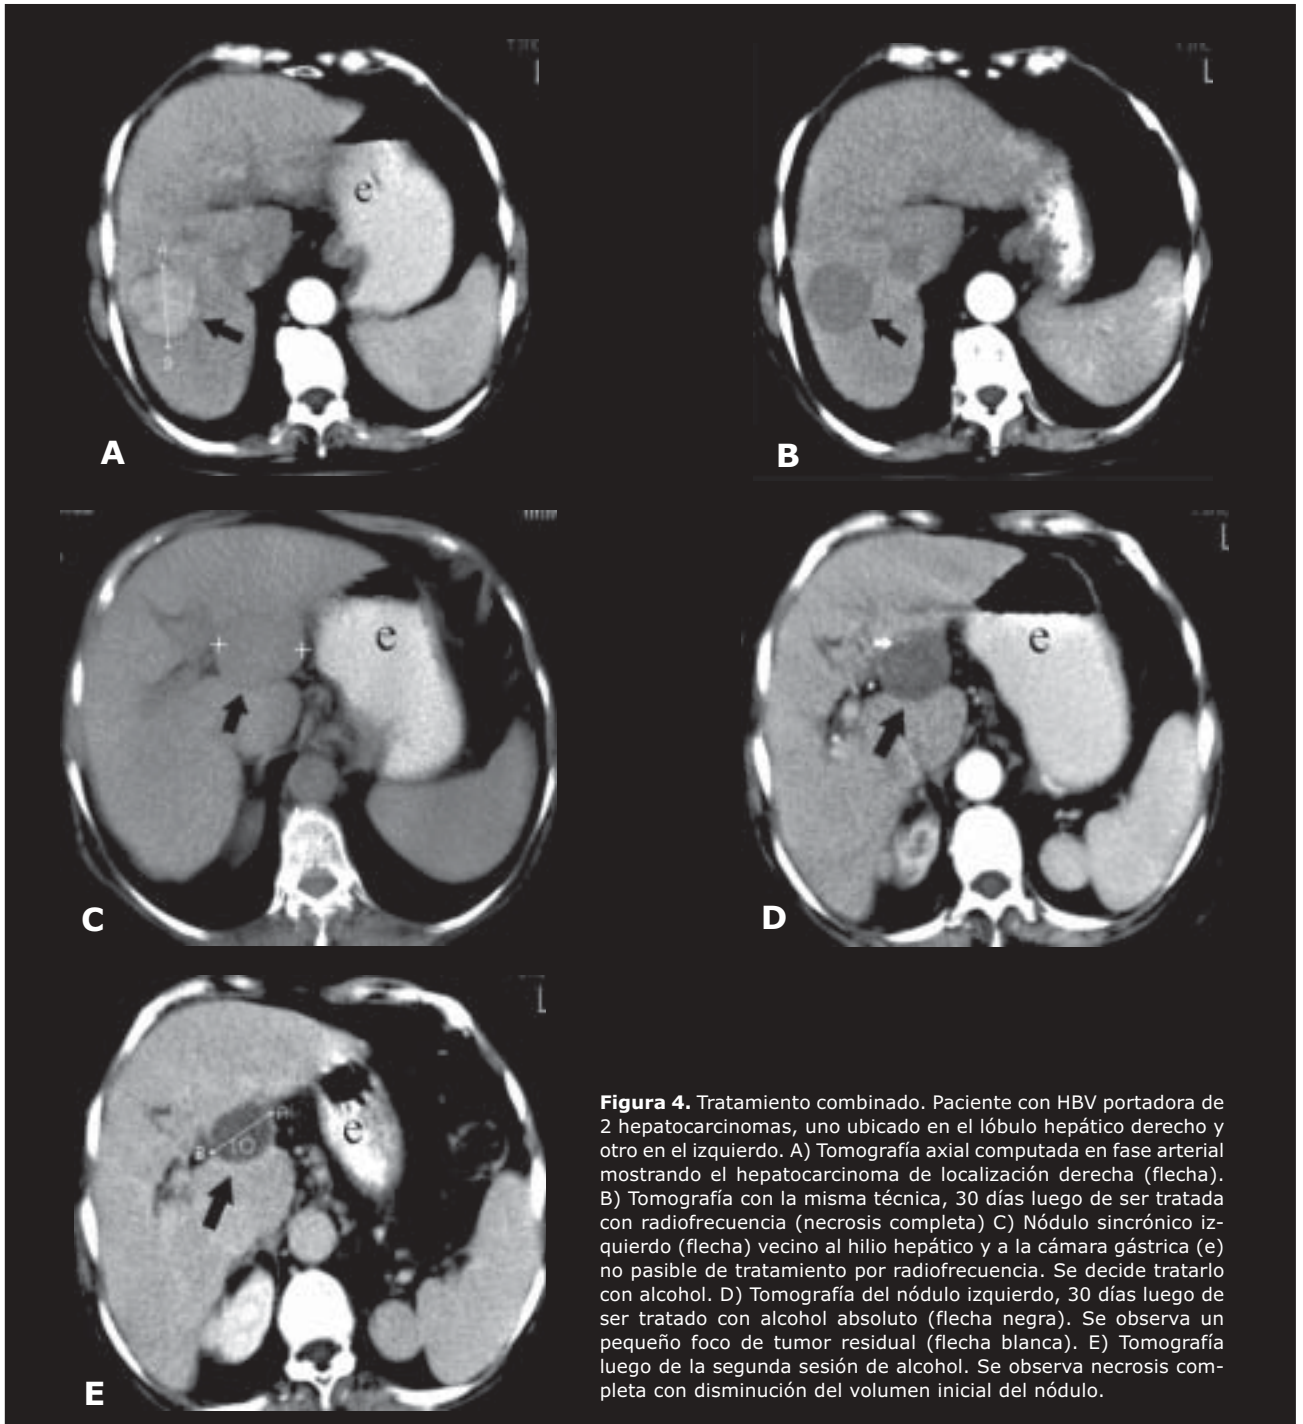 e
A
L
B
e
C
L
e
D
L
e
E
Figura 4. Tratamiento combinado. Paciente con HBV portadora de
2 hepatocarcinomas, uno ubicado en el lóbulo hepático derecho y
otro en el izquierdo. A) Tomografía axial computada en fase arterial
mostrando el hepatocarcinoma de localización derecha (flecha).
B) Tomografía con la misma técnica, 30 días luego de ser tratada
con radiofrecuencia (necrosis completa) C) Nódulo sincrónico iz-
quierdo (flecha) vecino al hilio hepático y a la cámara gástrica (e)
no pasible de tratamiento por radiofrecuencia. Se decide tratarlo
con alcohol. D) Tomografía del nódulo izquierdo, 30 días luego de
ser tratado con alcohol absoluto (flecha negra). Se observa un
pequeño foco de tumor residual (flecha blanca). E) Tomografía
luego de la segunda sesión de alcohol. Se observa necrosis com-
pleta con disminución del volumen inicial del nódulo.